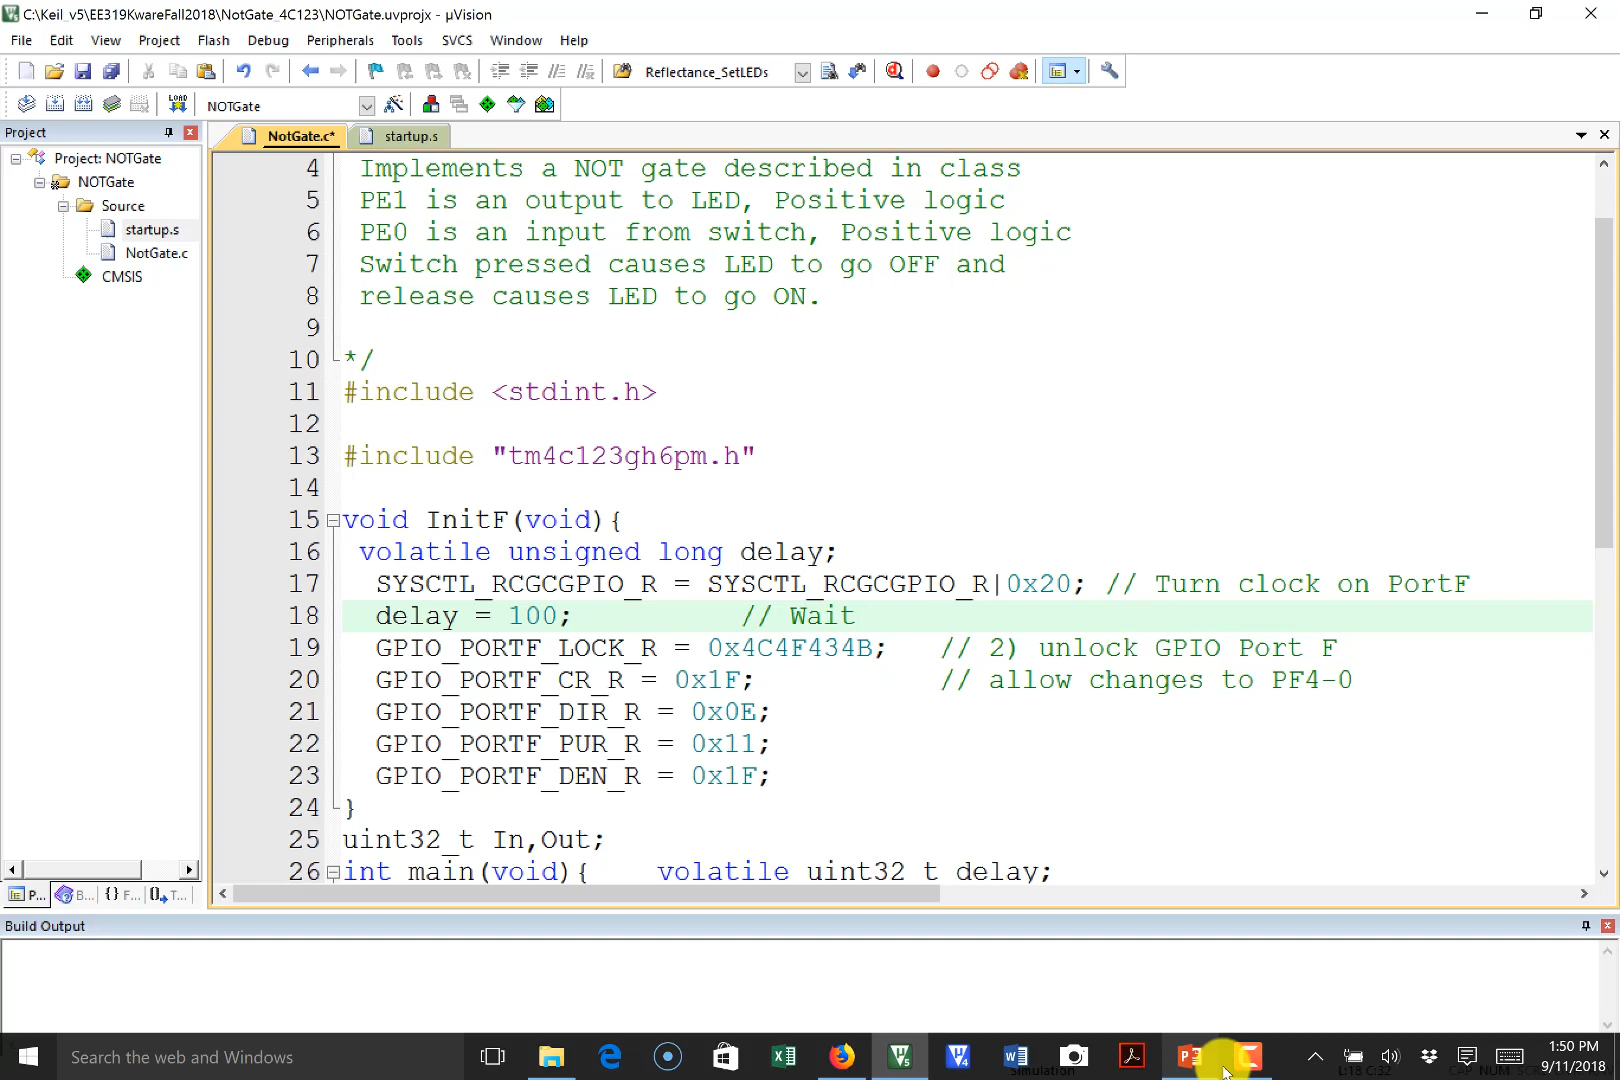 C:\Keil_v5\EE319KwareFall2018\NotGate_4C123\NOTGate.uvprojx - µVision
File Edit View Project Flash Debug Peripherals Tools SVCS Window Help
Reflectance_SetLEDs
LOAD NOTGate
Project
NotGate.c* startup.s
Project: NOTGate
NOTGate
Source
startup.s
NotGate.c
CMSIS
4 Implements a NOT gate described in class
5 PE1 is an output to LED, Positive logic
6 PE0 is an input from switch, Positive logic
7 Switch pressed causes LED to go OFF and
8 release causes LED to go ON.
9
10 */
11 #include <stdint.h>
12
13 #include "tm4c123gh6pm.h"
14
15 void InitF(void){
16 volatile unsigned long delay;
17 SYSCTL_RCGCGPIO_R = SYSCTL_RCGCGPIO_R|0x20; // Turn clock on PortF
18 delay = 100; // Wait
19 GPIO_PORTF_LOCK_R = 0x4C4F434B; // 2) unlock GPIO Port F
20 GPIO_PORTF_CR_R = 0x1F; // allow changes to PF4-0
21 GPIO_PORTF_DIR_R = 0x0E;
22 GPIO_PORTF_PUR_R = 0x11;
23 GPIO_PORTF_DEN_R = 0x1F;
24 }
25 uint32_t In,Out;
26 int main(void){ volatile uint32_t delay;
P... B... {} F... T...
Build Output
Search the web and Windows
Simulation
L:18 C:32
CAP NUM
1:50 PM
9/11/2018